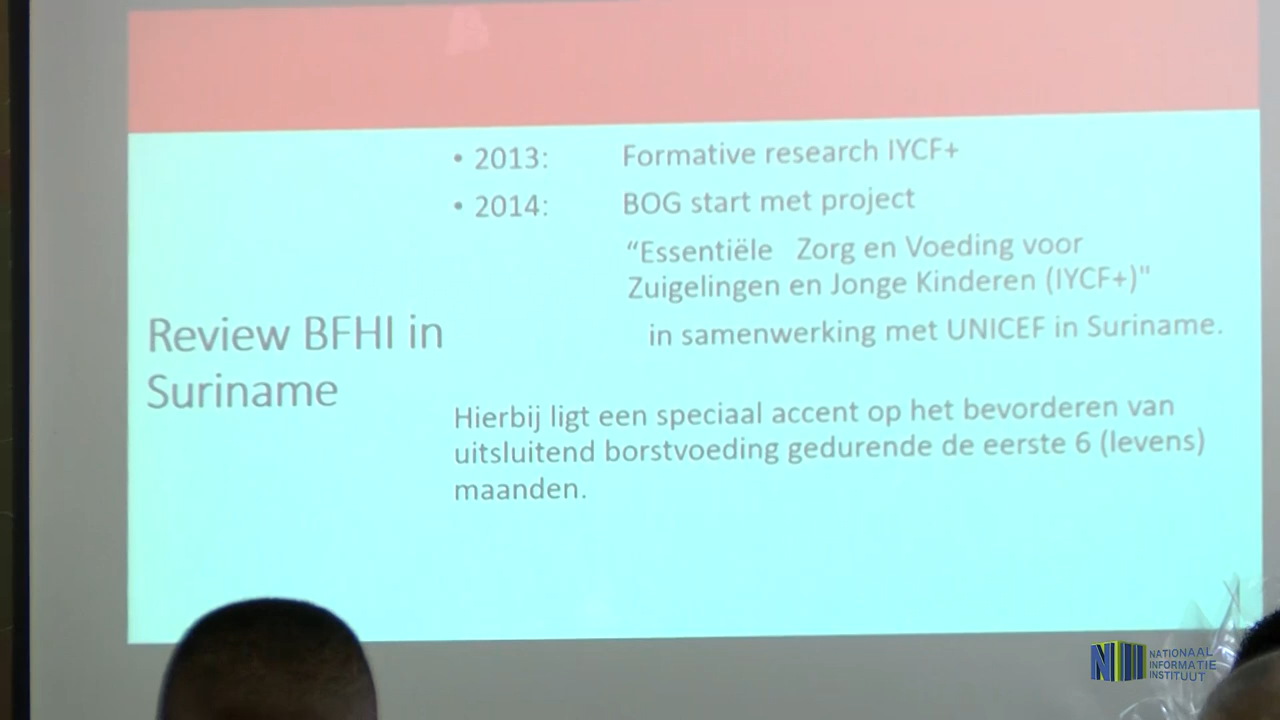 • 2013: Formative research IYCF+
• 2014: BOG start met project
“Essentiële Zorg en Voeding voor
Zuigelingen en Jonge Kinderen (IYCF+)"
in samenwerking met UNICEF in Suriname.
Review BFHI in
Suriname
Hierbij ligt een speciaal accent op het bevorderen van
uitsluitend borstvoeding gedurende de eerste 6 (levens)
maanden.
NII NATIONAAL
INFORMATIE
INSTITUUT